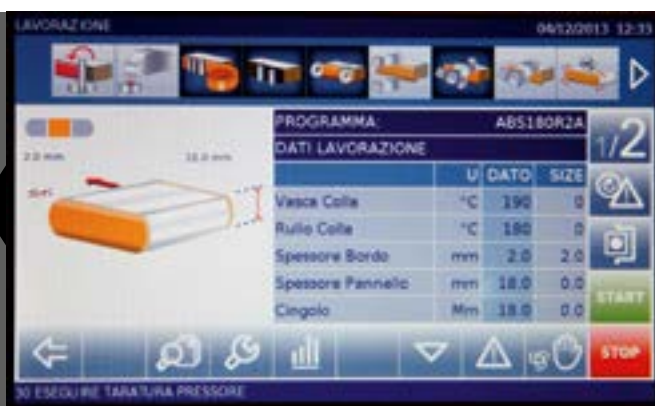 LAVORAZIONE 04/12/2013 12:33
PROGRAMMA: ABS180R2A
DATI LAVORAZIONE
1/2
U DATO SIZE
2.0 mm 18.0 mm
Vasca Colla °C 190 0
Rullo Colla °C 180 0
Spessore Bordo mm 2.0 2.0
Spessore Pannello mm 18.0 0.0
Cingolo Mm 18.0 0.0
START
STOP
30 ESEGUIRE TARATURA PRESSORE